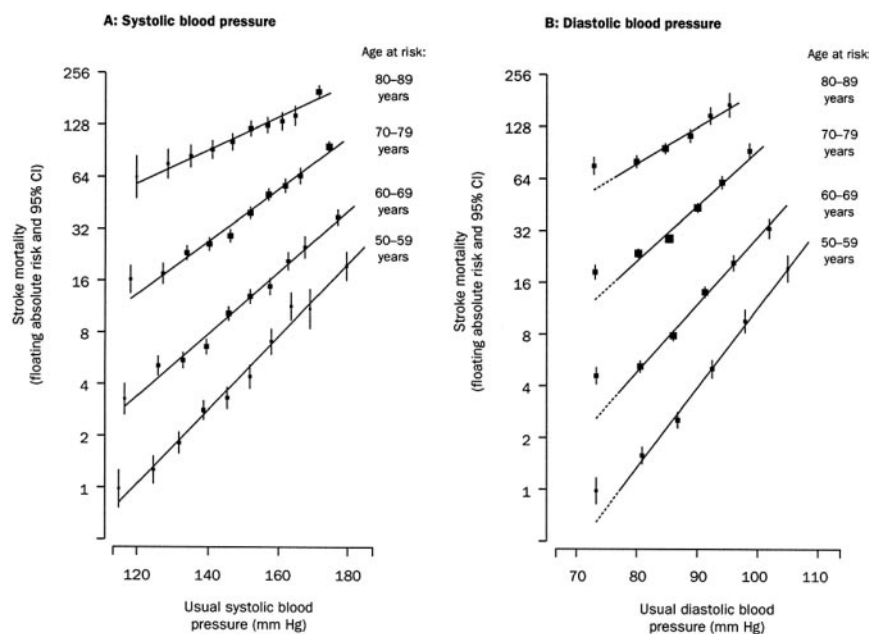 A: Systolic blood pressure
Age at risk:
256
128
64
32
16
8
4
2
1
80–89
years
70–79
years
60–69
years
50–59
years
Stroke mortality
(floating absolute risk and 95% CI)
120
140
160
180
Usual systolic blood
pressure (mm Hg)
B: Diastolic blood pressure
Age at risk:
256
128
64
32
16
8
4
2
1
80–89
years
70–79
years
60–69
years
50–59
years
Stroke mortality
(floating absolute risk and 95% CI)
70
80
90
100
110
Usual diastolic blood
pressure (mm Hg)